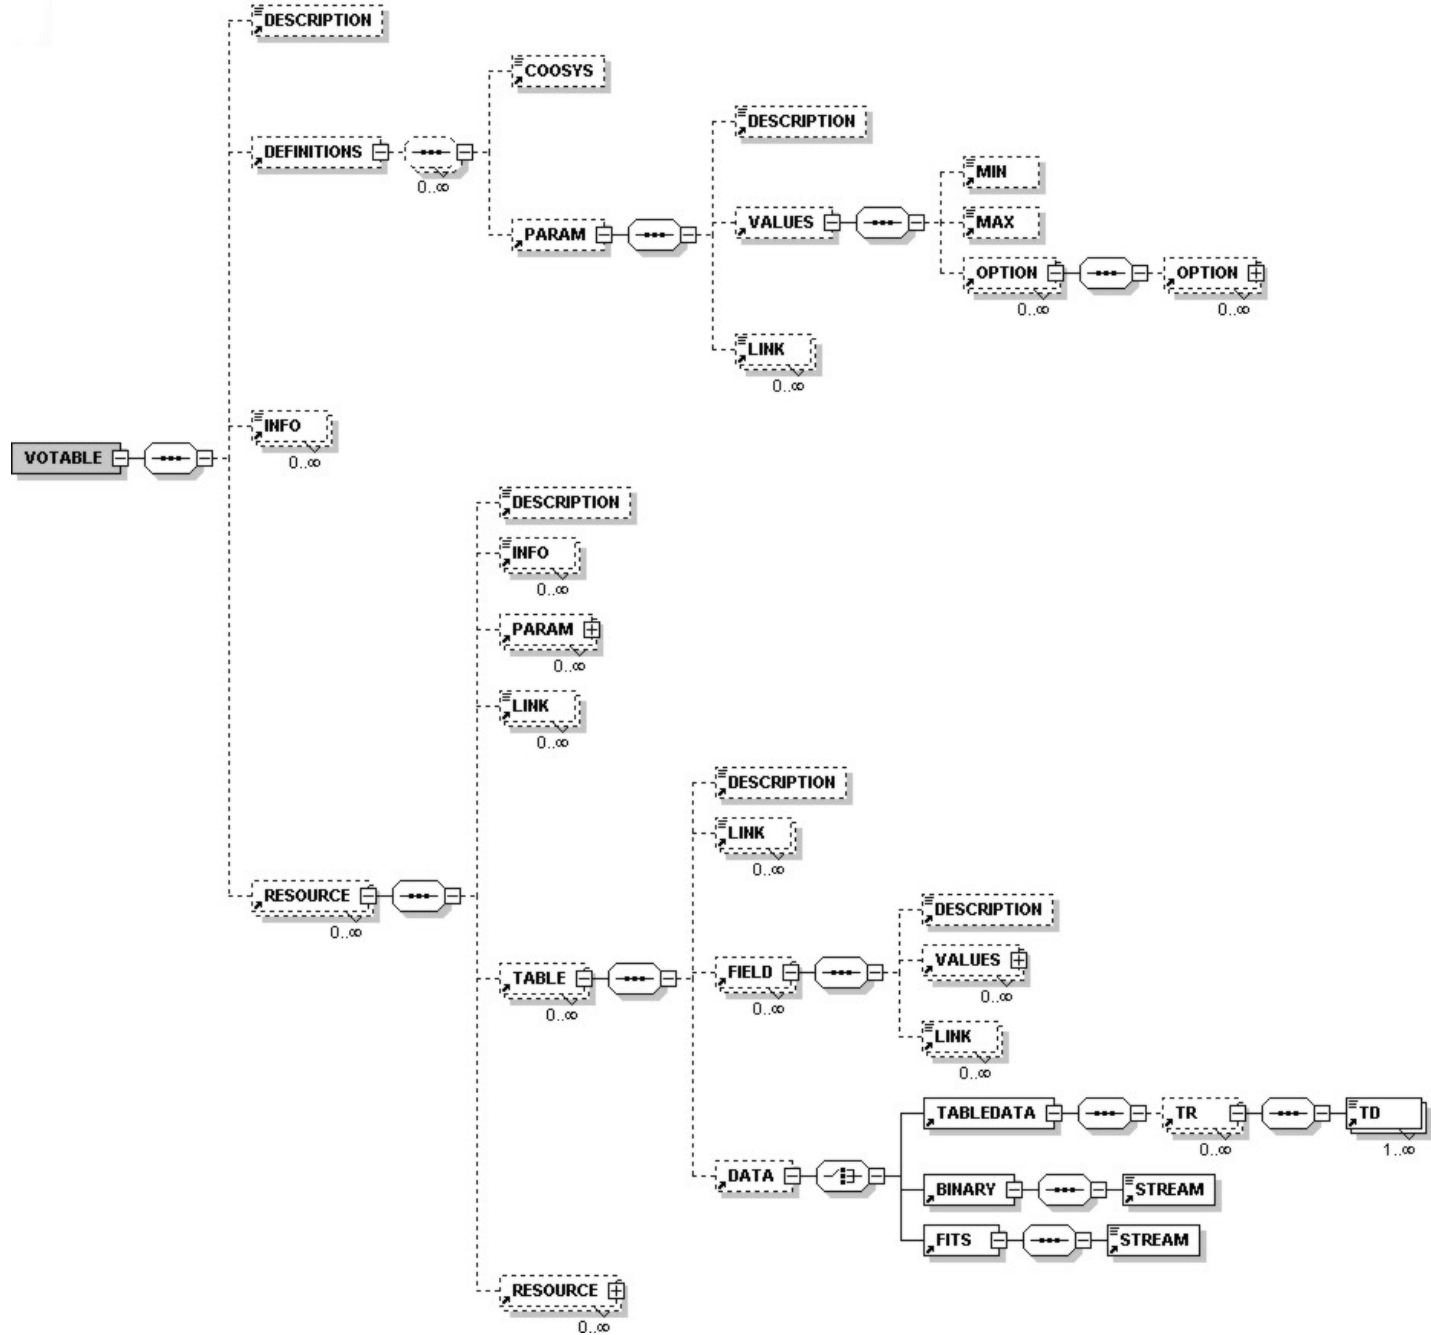 DESCRIPTION
COOSYS
DESCRIPTION
DEFINITIONS
0..∞
MIN
VALUES
MAX
PARAM
OPTION
OPTION
0..∞
0..∞
LINK
0..∞
INFO
0..∞
VOTABLE
DESCRIPTION
INFO
0..∞
PARAM
0..∞
LINK
0..∞
DESCRIPTION
LINK
0..∞
RESOURCE
0..∞
DESCRIPTION
TABLE
0..∞
FIELD
0..∞
VALUES
0..∞
LINK
0..∞
TABLEDATA
TR
0..∞
TD
1..∞
DATA
BINARY
STREAM
FITS
STREAM
RESOURCE
0..∞